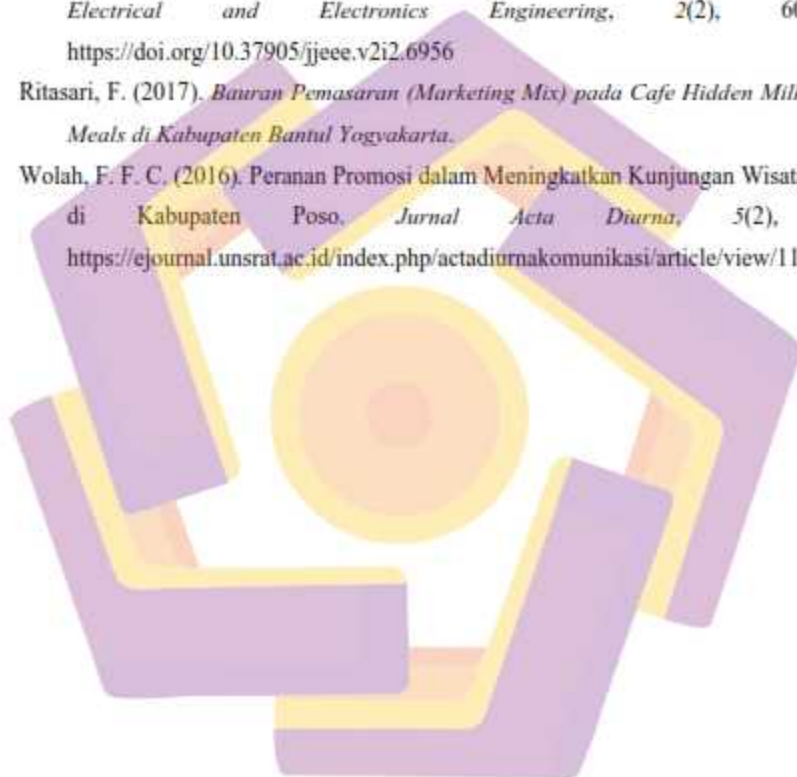 Electrical and Electronics Engineering, 2(2), 60
https://doi.org/10.37905/jjeee.v2i2.6956
Ritasari, F. (2017). Bauran Pemasaran (Marketing Mix) pada Cafe Hidden Mill
Meals di Kabupaten Bantul Yogyakarta.
Wolah, F. F. C. (2016). Peranan Promosi dalam Meningkatkan Kunjungan Wisat
di Kabupaten Poso. Jurnal Acta Diurna, 5(2),
https://ejournal.unsrat.ac.id/index.php/actadiurnakomunikasi/article/view/11